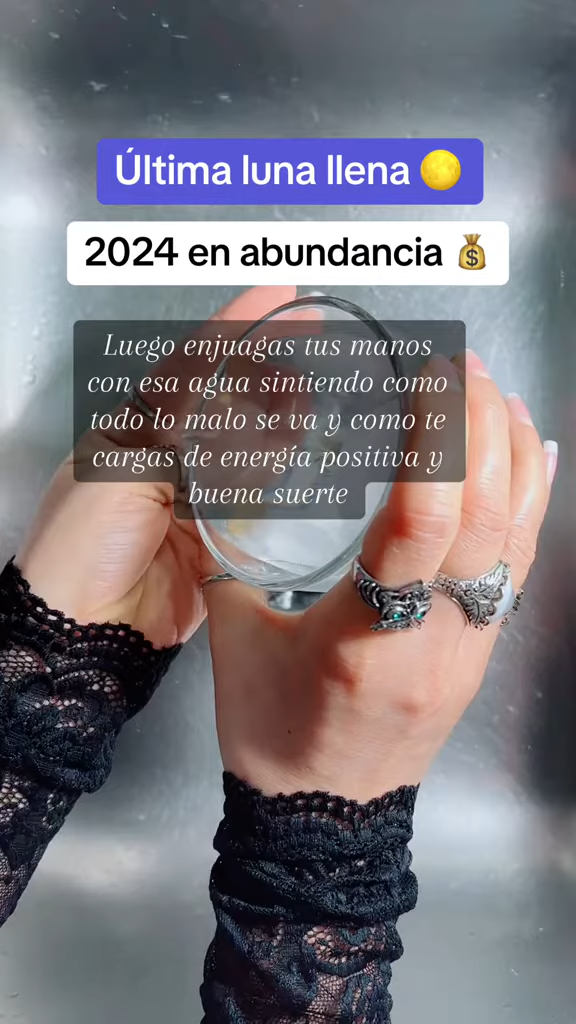 Última luna llena 🌕
2024 en abundancia 💰
Luego enjuagas tus manos
con esa agua sintiendo como
todo lo malo se va y como te
cargas de energía positiva y
buena suerte